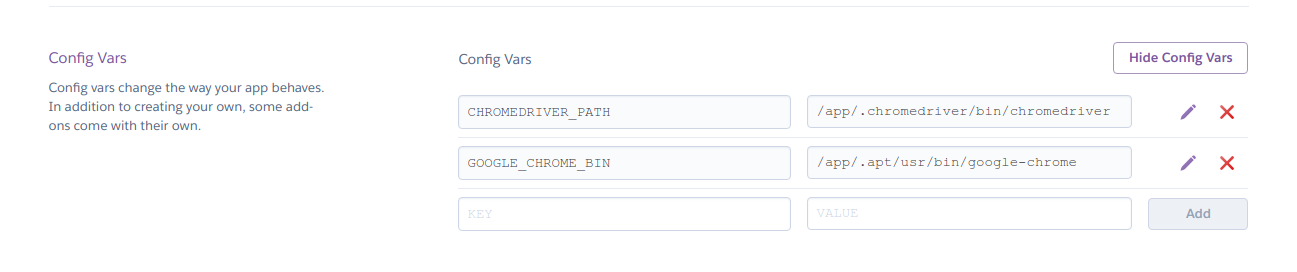 Config Vars
Config vars change the way your app behaves.
In addition to creating your own, some add-
ons come with their own.
Config Vars
Hide Config Vars
CHROMEDRIVER_PATH
/app/.chromedriver/bin/chromedriver
GOOGLE_CHROME_BIN
/app/.apt/usr/bin/google-chrome
KEY
VALUE
Add